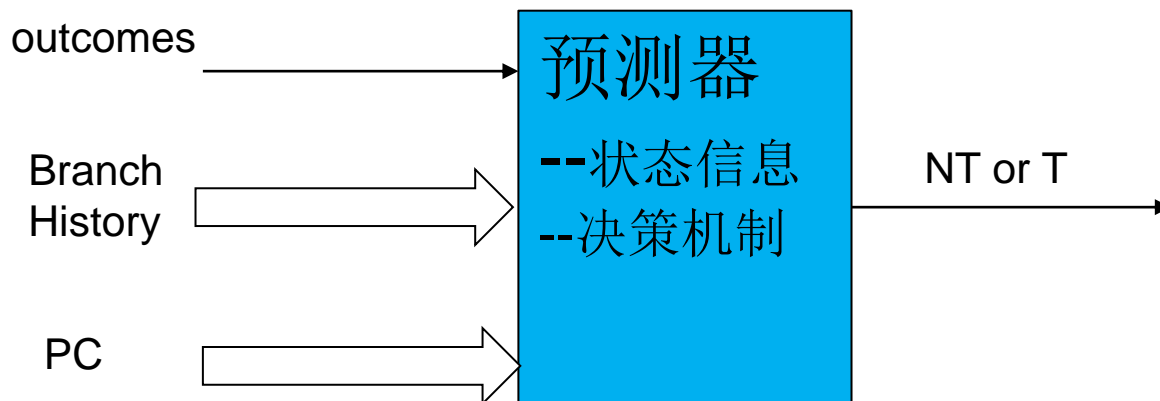 outcomes
预测器
--状态信息
Branch
History
NT or T
--决策机制
PC